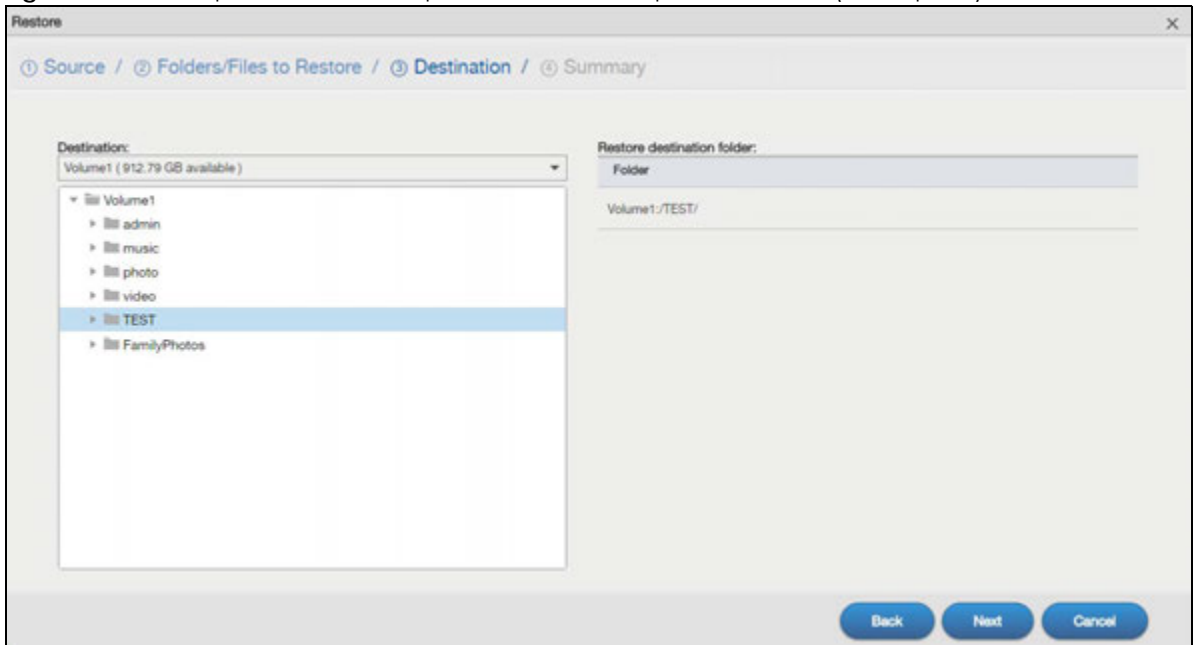 Restore
① Source / ② Folders/Files to Restore / ③ Destination / ④ Summary
Destination:
Volume1 ( 912.79 GB available )
Volume1
admin
music
photo
video
TEST
FamilyPhotos
Restore destination folder:
Folder
Volume1:/TEST/
Back Next Cancel